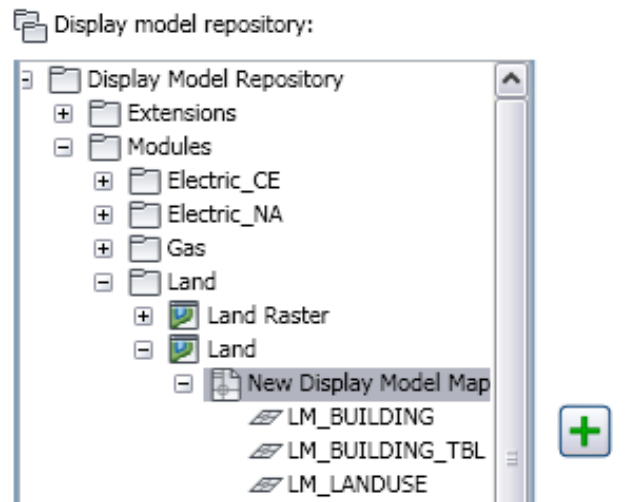 Display model repository:
Display Model Repository
Extensions
Modules
Electric_CE
Electric_NA
Gas
Land
Land Raster
Land
New Display Model Map
LM_BUILDING
LM_BUILDING_TBL
LM_LANDUSE